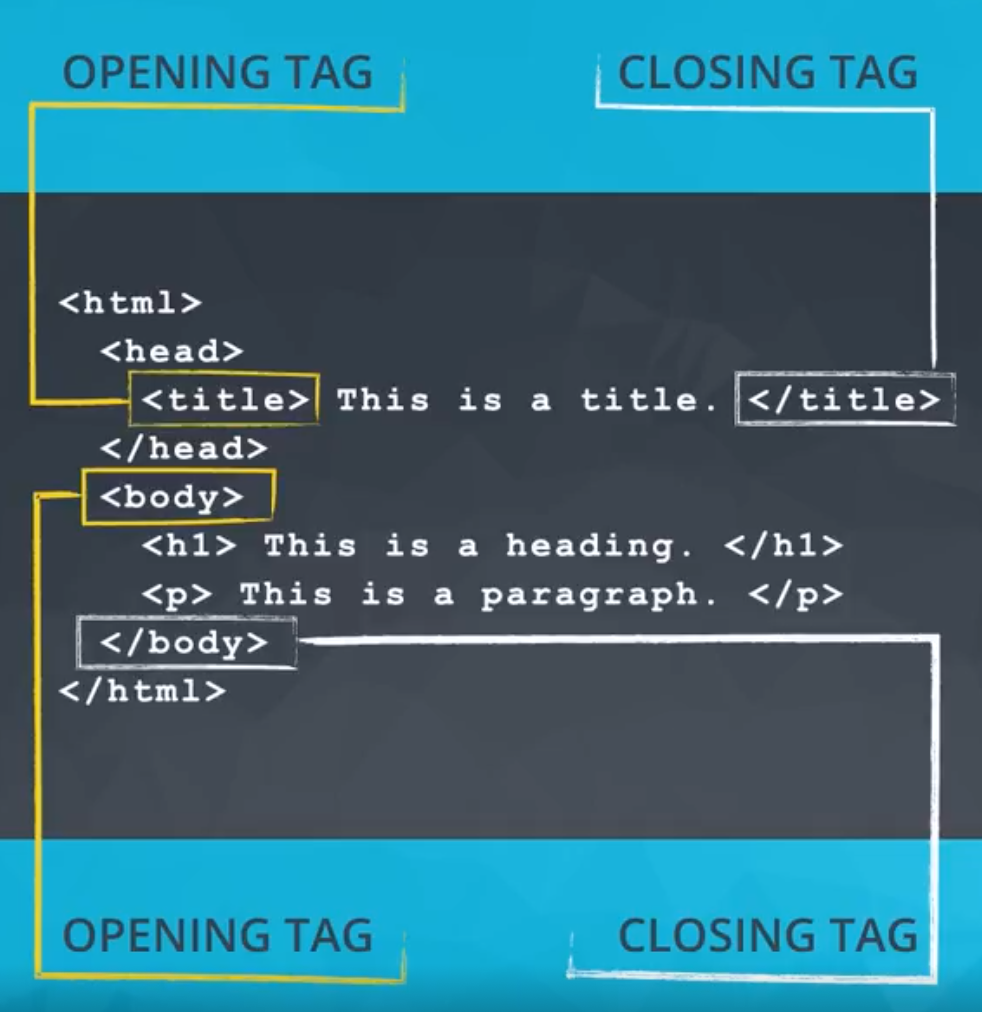 OPENING TAG CLOSING TAG
<html>
<head>
<title> This is a title. </title>
</head>
<body>
<h1> This is a heading. </h1>
<p> This is a paragraph. </p>
</body>
</html>
OPENING TAG CLOSING TAG